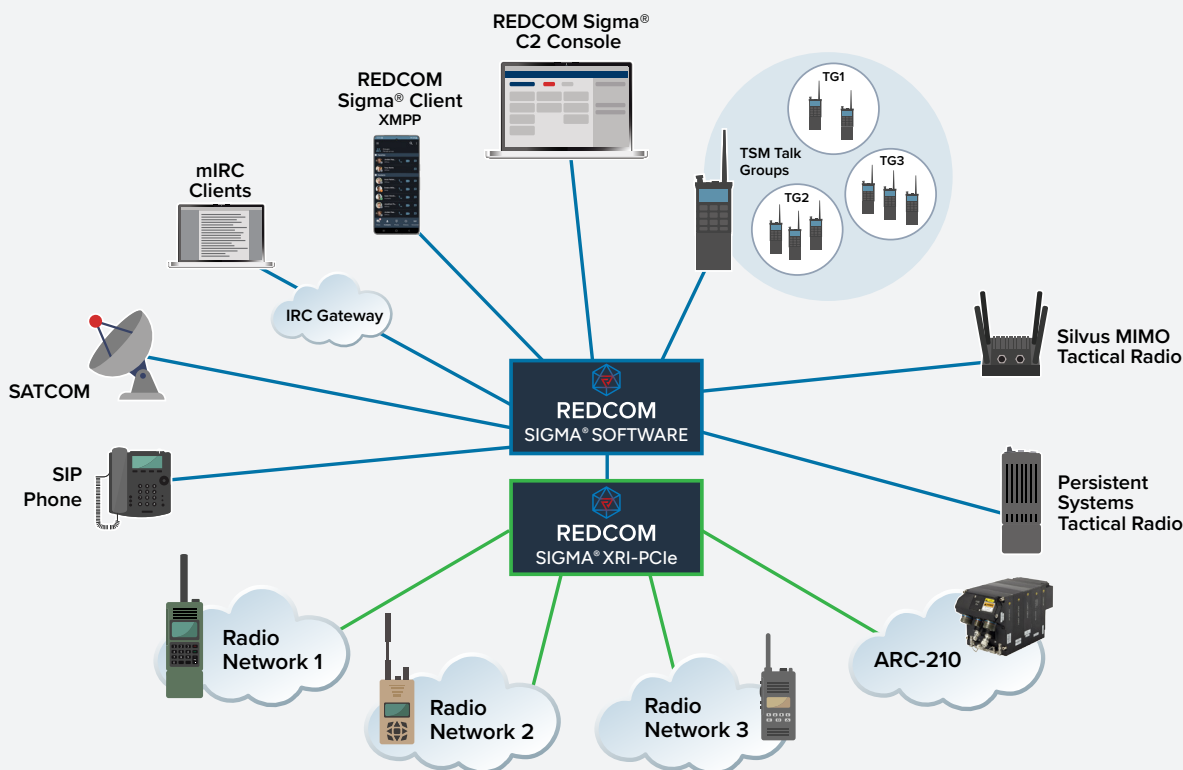 REDCOM Sigma®
C2 Console
REDCOM
Sigma® Client
XMPP
mIRC
Clients
IRC Gateway
TG1
TSM Talk
Groups
TG3
TG2
SATCOM
Silvus MIMO
Tactical Radio
REDCOM
SIGMA® SOFTWARE
SIP
Phone
Persistent
Systems
Tactical Radio
REDCOM
SIGMA® XRI-PCIe
Radio
Network 1
Radio
Network 2
Radio
Network 3
ARC-210